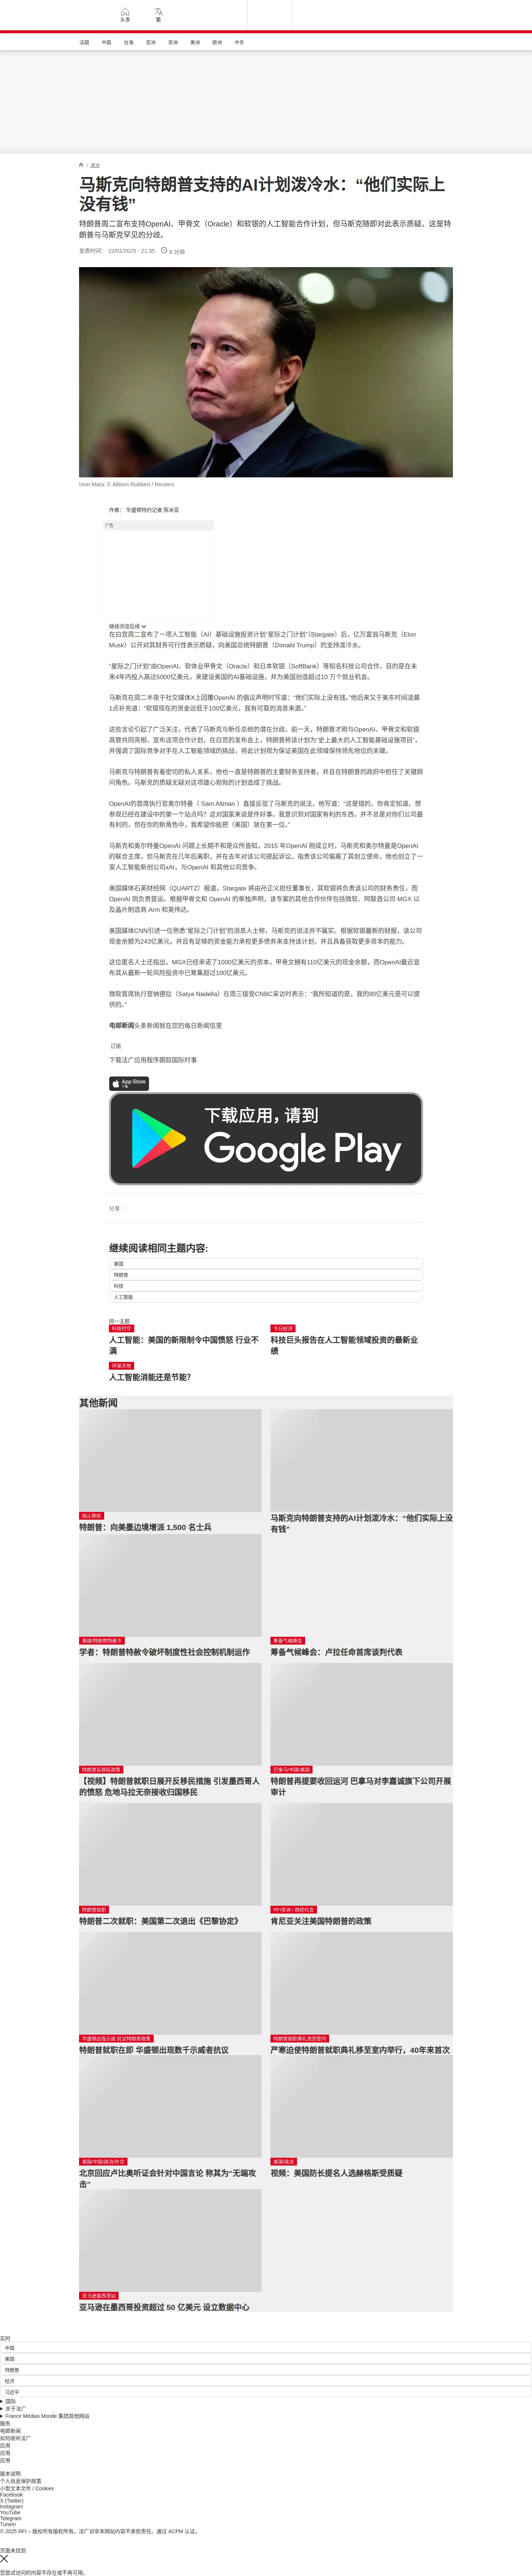 头条
繁
法国
中国
台海
亚洲
非洲
美洲
欧洲
中东
/ 美洲
马斯克向特朗普支持的AI计划泼冷水：“他们实际上
没有钱”
特朗普周二宣布支持OpenAI、甲骨文（Oracle）和软银的人工智能合作计划，但马斯克随即对此表示质疑。这是特
朗普与马斯克罕见的分歧。
发表时间： 22/01/2025 - 21:35
8 分钟
Ілон Маск © Allison Robbert / Reuters
作者： 华盛顿特约记者 陈米亚
广告
继续浏览后续
在白宫周二宣布了一项人工智能（AI）基础设施投资计划“星际之门计划”（Stargate）后，亿万富翁马斯克（Elon
Musk）公开对其财务可行性表示质疑，向美国总统特朗普（Donald Trump）的支持泼冷水。
“星际之门计划”由OpenAI、软体业甲骨文（Oracle）和日本软银（SoftBank）等知名科技公司合作，目的是在未
来4年内投入高达5000亿美元，来建设美国的AI基础设施，并为美国创造超过10 万个就业机会。
马斯克在周二半夜于社交媒体X上回覆OpenAI 的倡议声明时写道：“他们实际上没有钱。”他后来又于美东时间凌晨
1点补充道：“软银现在的资金远低于100亿美元，我有可靠的消息来源。”
这些言论引起了广泛关注，代表了马斯克与新任总统的潜在分歧。前一天，特朗普才刚与OpenAI、甲骨文和软银
高管共同亮相，宣布这项合作计划，在白宫的发布会上，特朗普称该计划为“史上最大的人工智能基础设施项目”，
并强调了国际竞争对手在人工智能领域的挑战，将此计划视为保证美国在此领域保持领先地位的关键。
马斯克与特朗普有着密切的私人关系，他也一直是特朗普的主要财务支持者，并且在特朗普的政府中担任了关键顾
问角色。马斯克的质疑无疑对这项雄心勃勃的计划造成了挑战。
OpenAI的首席执行官奥尔特曼（ Sam Altman ）直接反驳了马斯克的说法，他写道：“这是错的，你肯定知道。想
参观已经在建设中的第一个站点吗？这对国家来说是件好事。我意识到对国家有利的东西，并不总是对你们公司最
有利的，但在你的新角色中，我希望你能把（美国）放在第一位。”
马斯克和奥尔特曼OpenAI 问题上长期不和是众所皆知，2015 年OpenAI 刚成立时，马斯克和奥尔特曼是OpenAI
的联合主席，但马斯克在几年后离职，并在去年对该公司提起诉讼，指责该公司偏离了其创立使命，他也创立了一
家人工智能新创公司xAI，与OpenAI 和其他公司竞争。
美国媒体石英财经网（QUARTZ）报道，Stargate 将由孙正义担任董事长，其软银将负责该公司的财务责任，而
OpenAI 则负责营运。根据甲骨文和 OpenAI 的单独声明，该专案的其他合作伙伴包括微软、阿联酋公司 MGX 以
及晶片制造商 Arm 和英伟达。
美国媒体CNN引述一位熟悉“星际之门计划”的消息人士称，马斯克的说法并不属实。根据软银最新的财报，该公司
现金余额为243亿美元，并且有足够的资金能力承担更多债务来支持该计划，并且具备获取更多资本的能力。
这位匿名人士还指出，MGX已经承诺了1000亿美元的资本，甲骨文拥有110亿美元的现金余额，而OpenAI最近宣
布其从最新一轮风险投资中已筹集超过100亿美元。
微软首席执行官纳德拉（Satya Nadella）在周三接受CNBC采访时表示：“我所知道的是，我的80亿美元是可以提
供的。”
电邮新闻头条新闻就在您的每日新闻信里
订阅
下载法广应用程序跟踪国际时事
App Store
下载
下载应用，请到
Google Play
分享 :
继续阅读相同主题内容:
美国
特朗普
科技
人工智能
同一主题
科技时空
人工智能：美国的新限制令中国愤怒 行业不
满
今日经济
科技巨头报告在人工智能领域投资的最新业
绩
环保天地
人工智能消能还是节能？
其他新闻
阻止移民
特朗普：向美墨边境增派 1,500 名士兵
马斯克向特朗普支持的AI计划泼冷水：“他们实际上没
有钱”
美国/特朗普特赦令
学者：特朗普特赦令破坏制度性社会控制机制运作
筹备气候峰会
筹备气候峰会：卢拉任命首席谈判代表
特朗普反移民政策
【视频】特朗普就职日展开反移民措施 引发墨西哥人
的愤怒 危地马拉无奈接收归国移民
巴拿马/中国/美国
特朗普再提要收回运河 巴拿马对李嘉诚旗下公司开展
审计
特朗普就职
特朗普二次就职：美国第二次退出《巴黎协定》
RFI非洲 / 政经社会
肯尼亚关注美国特朗普的政策
华盛顿出现示威 抗议特朗普政策
特朗普就职在即 华盛顿出现数千示威者抗议
特朗普就职典礼改到室内
严寒迫使特朗普就职典礼移至室内举行，40年来首次
美国/中国/政治/外交
北京回应卢比奥听证会针对中国言论 称其为“无端攻
击”
美国/政治
视频：美国防长提名人选赫格斯受质疑
亚马逊墨西哥站
亚马逊在墨西哥投资超过 50 亿美元 设立数据中心
实时
中国
美国
特朗普
经济
习近平
国际
关于法广
France Médias Monde 集团其他网站
服务
电邮新闻
如何收听法广
应用
应用
应用
版本说明
个人信息保护政策
小型文本文件 / Cookies
Facebook
X (Twitter)
Instagram
YouTube
Telegram
TuneIn
© 2025 RFI – 版权所有版权所有。法广对非本网站内容不承担责任。通过 ACPM 认证。
页面未找到
您尝试访问的内容不存在或不再可用。